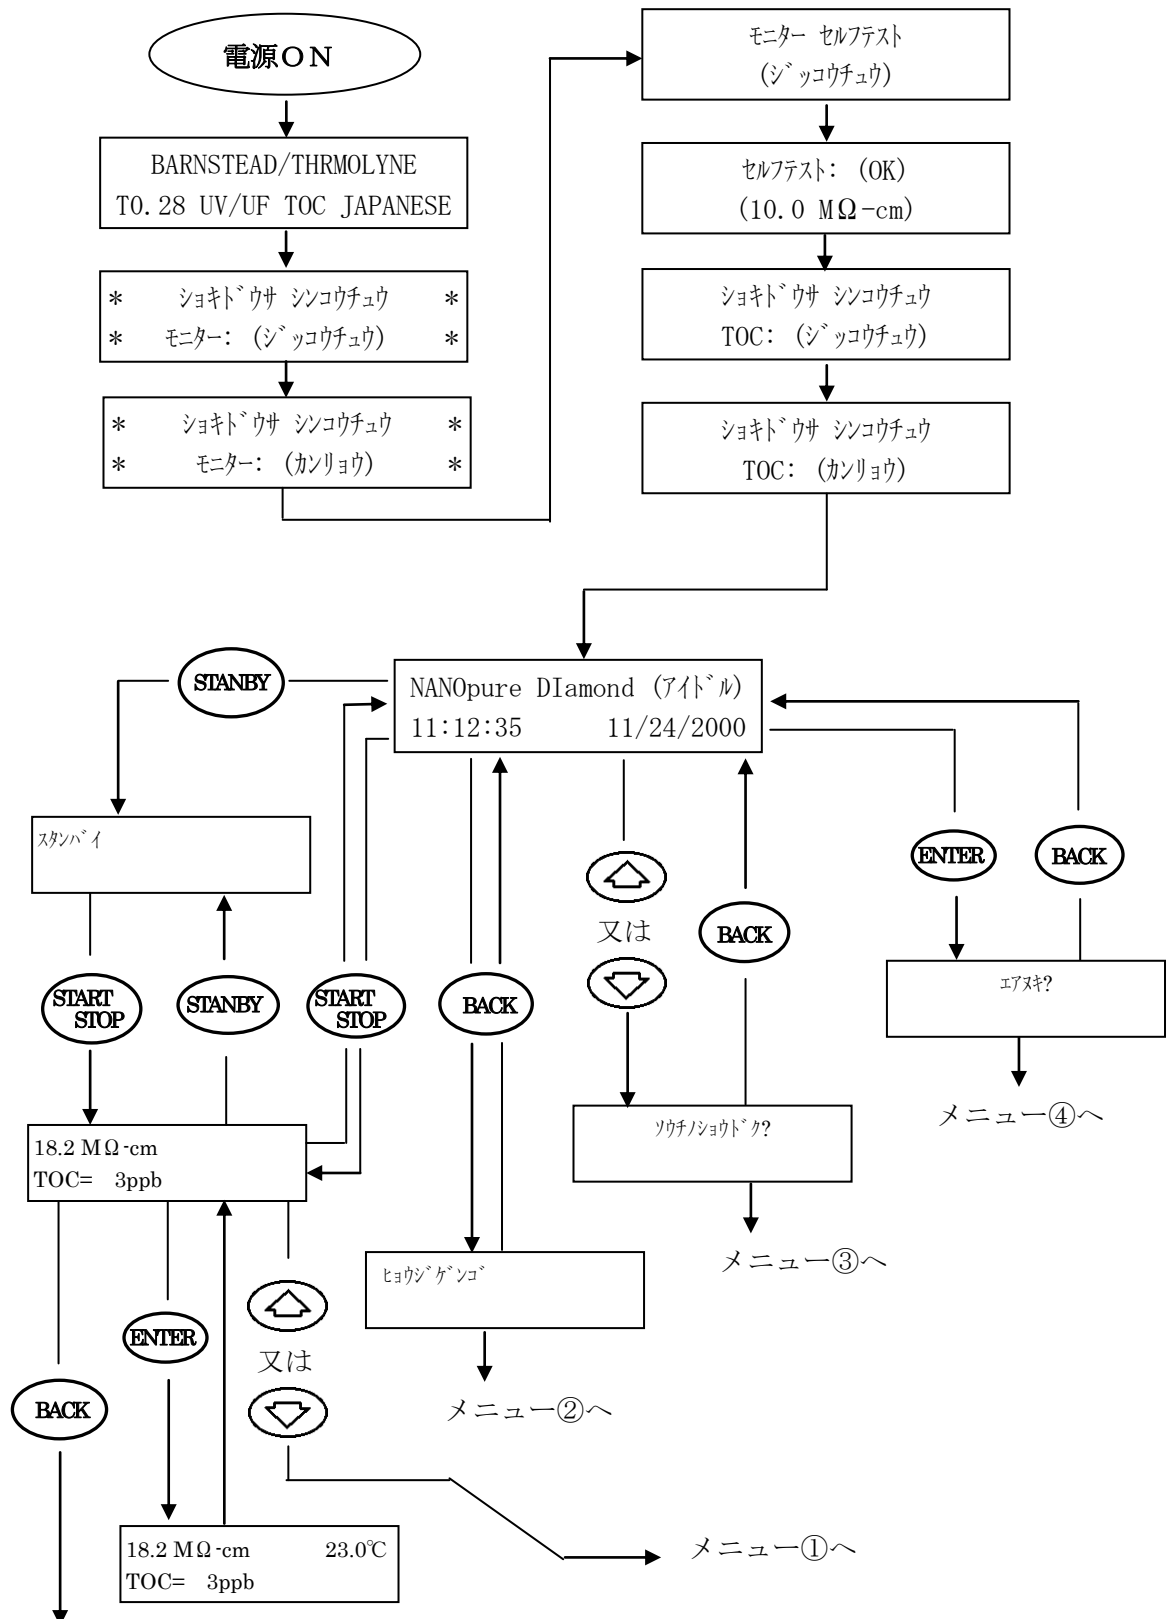 電源ON
BARNSTEAD/THRMOLYNE
T0.28 UV/UF TOC JAPANESE
* ｼｮｷﾄﾞｳｻ ｼﾝｺｳﾁｭｳ *
* ﾓﾆﾀｰ: (ｼﾞｯｺｳﾁｭｳ) *
* ｼｮｷﾄﾞｳｻ ｼﾝｺｳﾁｭｳ *
* ﾓﾆﾀｰ: (ｶﾝﾘｮｳ) *
ﾓﾆﾀｰ ｾﾙﾌﾃｽﾄ
(ｼﾞｯｺｳﾁｭｳ)
ｾﾙﾌﾃｽﾄ: (OK)
(10.0 MΩ-cm)
ｼｮｷﾄﾞｳｻ ｼﾝｺｳﾁｭｳ
TOC: (ｼﾞｯｺｳﾁｭｳ)
ｼｮｷﾄﾞｳｻ ｼﾝｺｳﾁｭｳ
TOC: (ｶﾝﾘｮｳ)
NANOpure DIamond (ｱｲﾄﾞﾙ)
11:12:35 11/24/2000
STANBY
ｽﾀﾝﾊﾞｲ
START
STOP
STANBY
START
STOP
BACK
又は
BACK
ENTER
BACK
ｴｱﾇｷ?
メニュー④へ
ｿｳﾁﾉｼｮｳﾄﾞｸ?
メニュー③へ
18.2 MΩ-cm
TOC= 3ppb
ﾋｮｳｼﾞｹﾞﾝｺﾞ
メニュー②へ
BACK
ENTER
又は
18.2 MΩ-cm 23.0℃
TOC= 3ppb
メニュー①へ